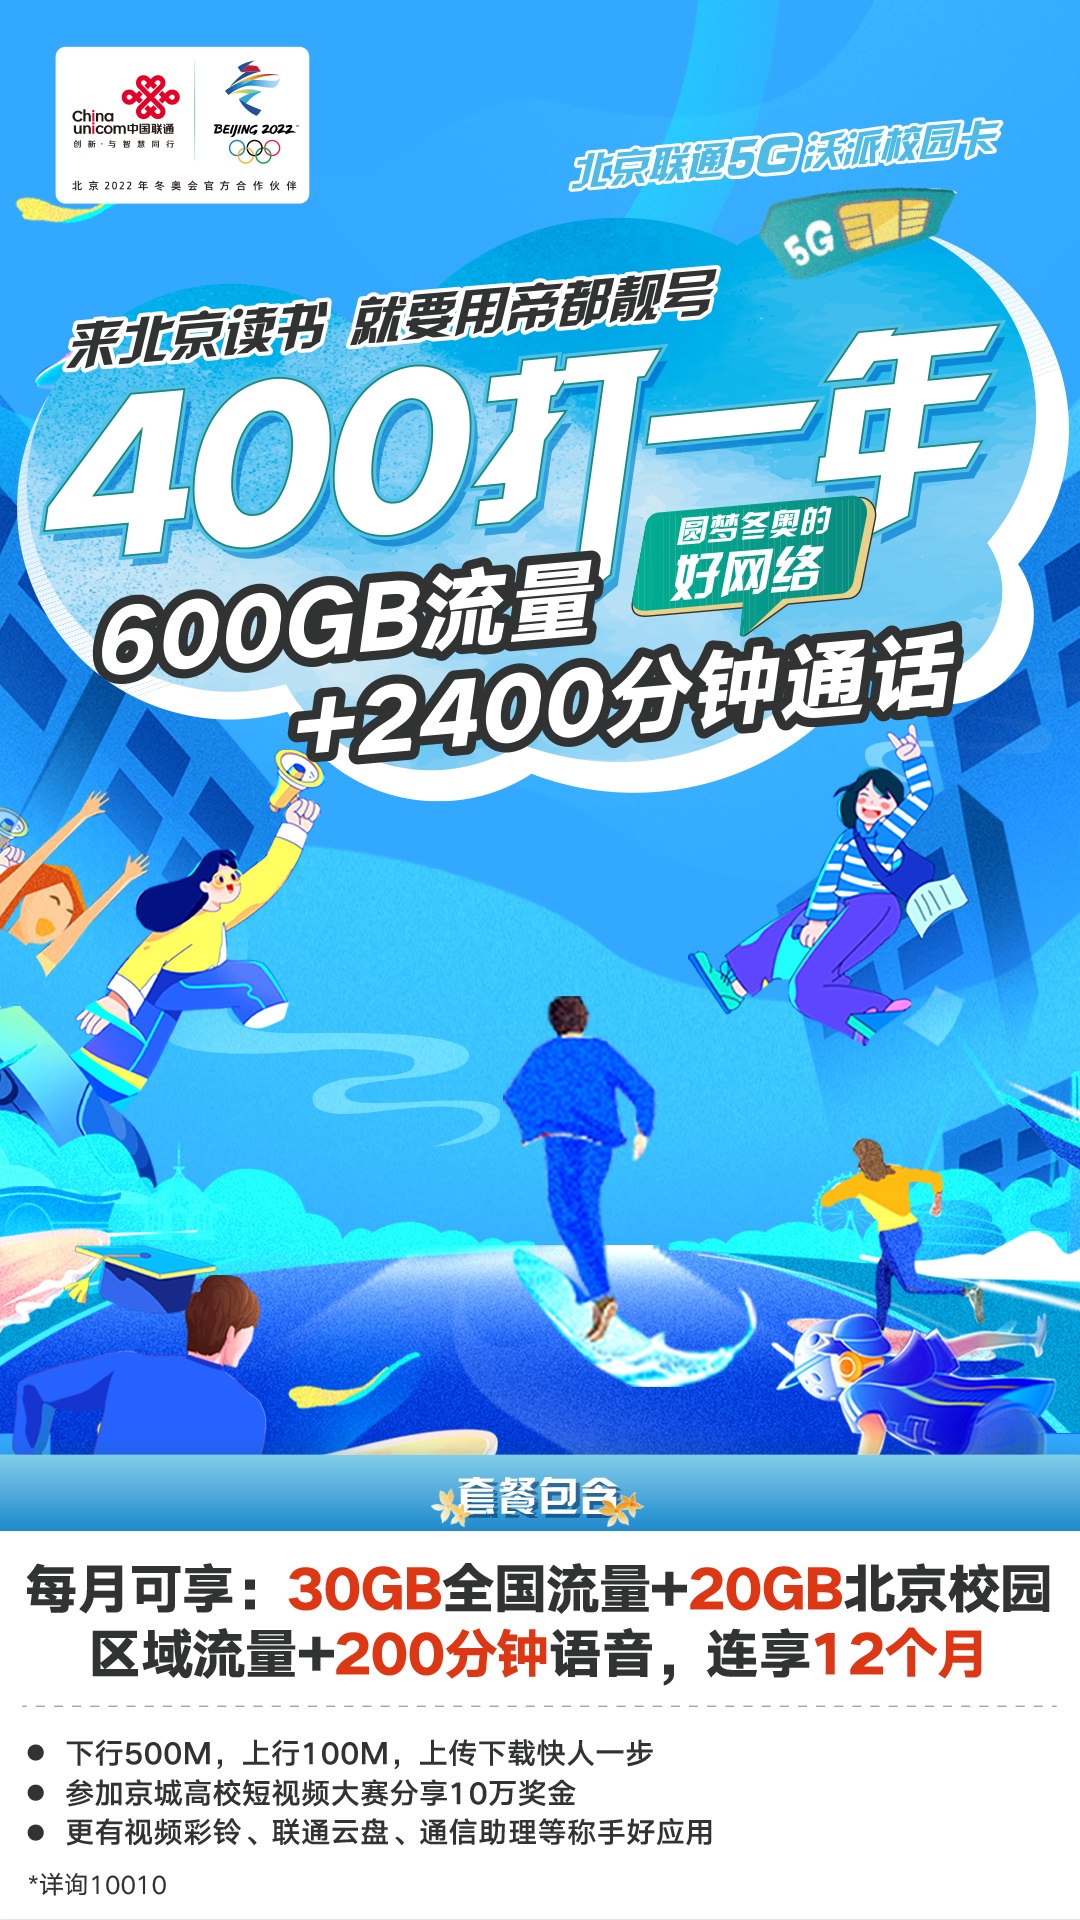 China
unicom中国联通
创新·与智慧同行
BEIJING 2022™
北京2022年冬奥会官方合作伙伴
北京联通5G沃派校园卡
5G
来北京读书 就要用帝都靓号
400打一年
圆梦冬奥的
好网络
600GB流量
+2400分钟通话
套餐包含
每月可享：30GB全国流量+20GB北京校园
区域流量+200分钟语音，连享12个月
● 下行500M，上行100M，上传下载快人一步
● 参加京城高校短视频大赛分享10万奖金
● 更有视频彩铃、联通云盘、通信助理等称手好应用
*详询10010